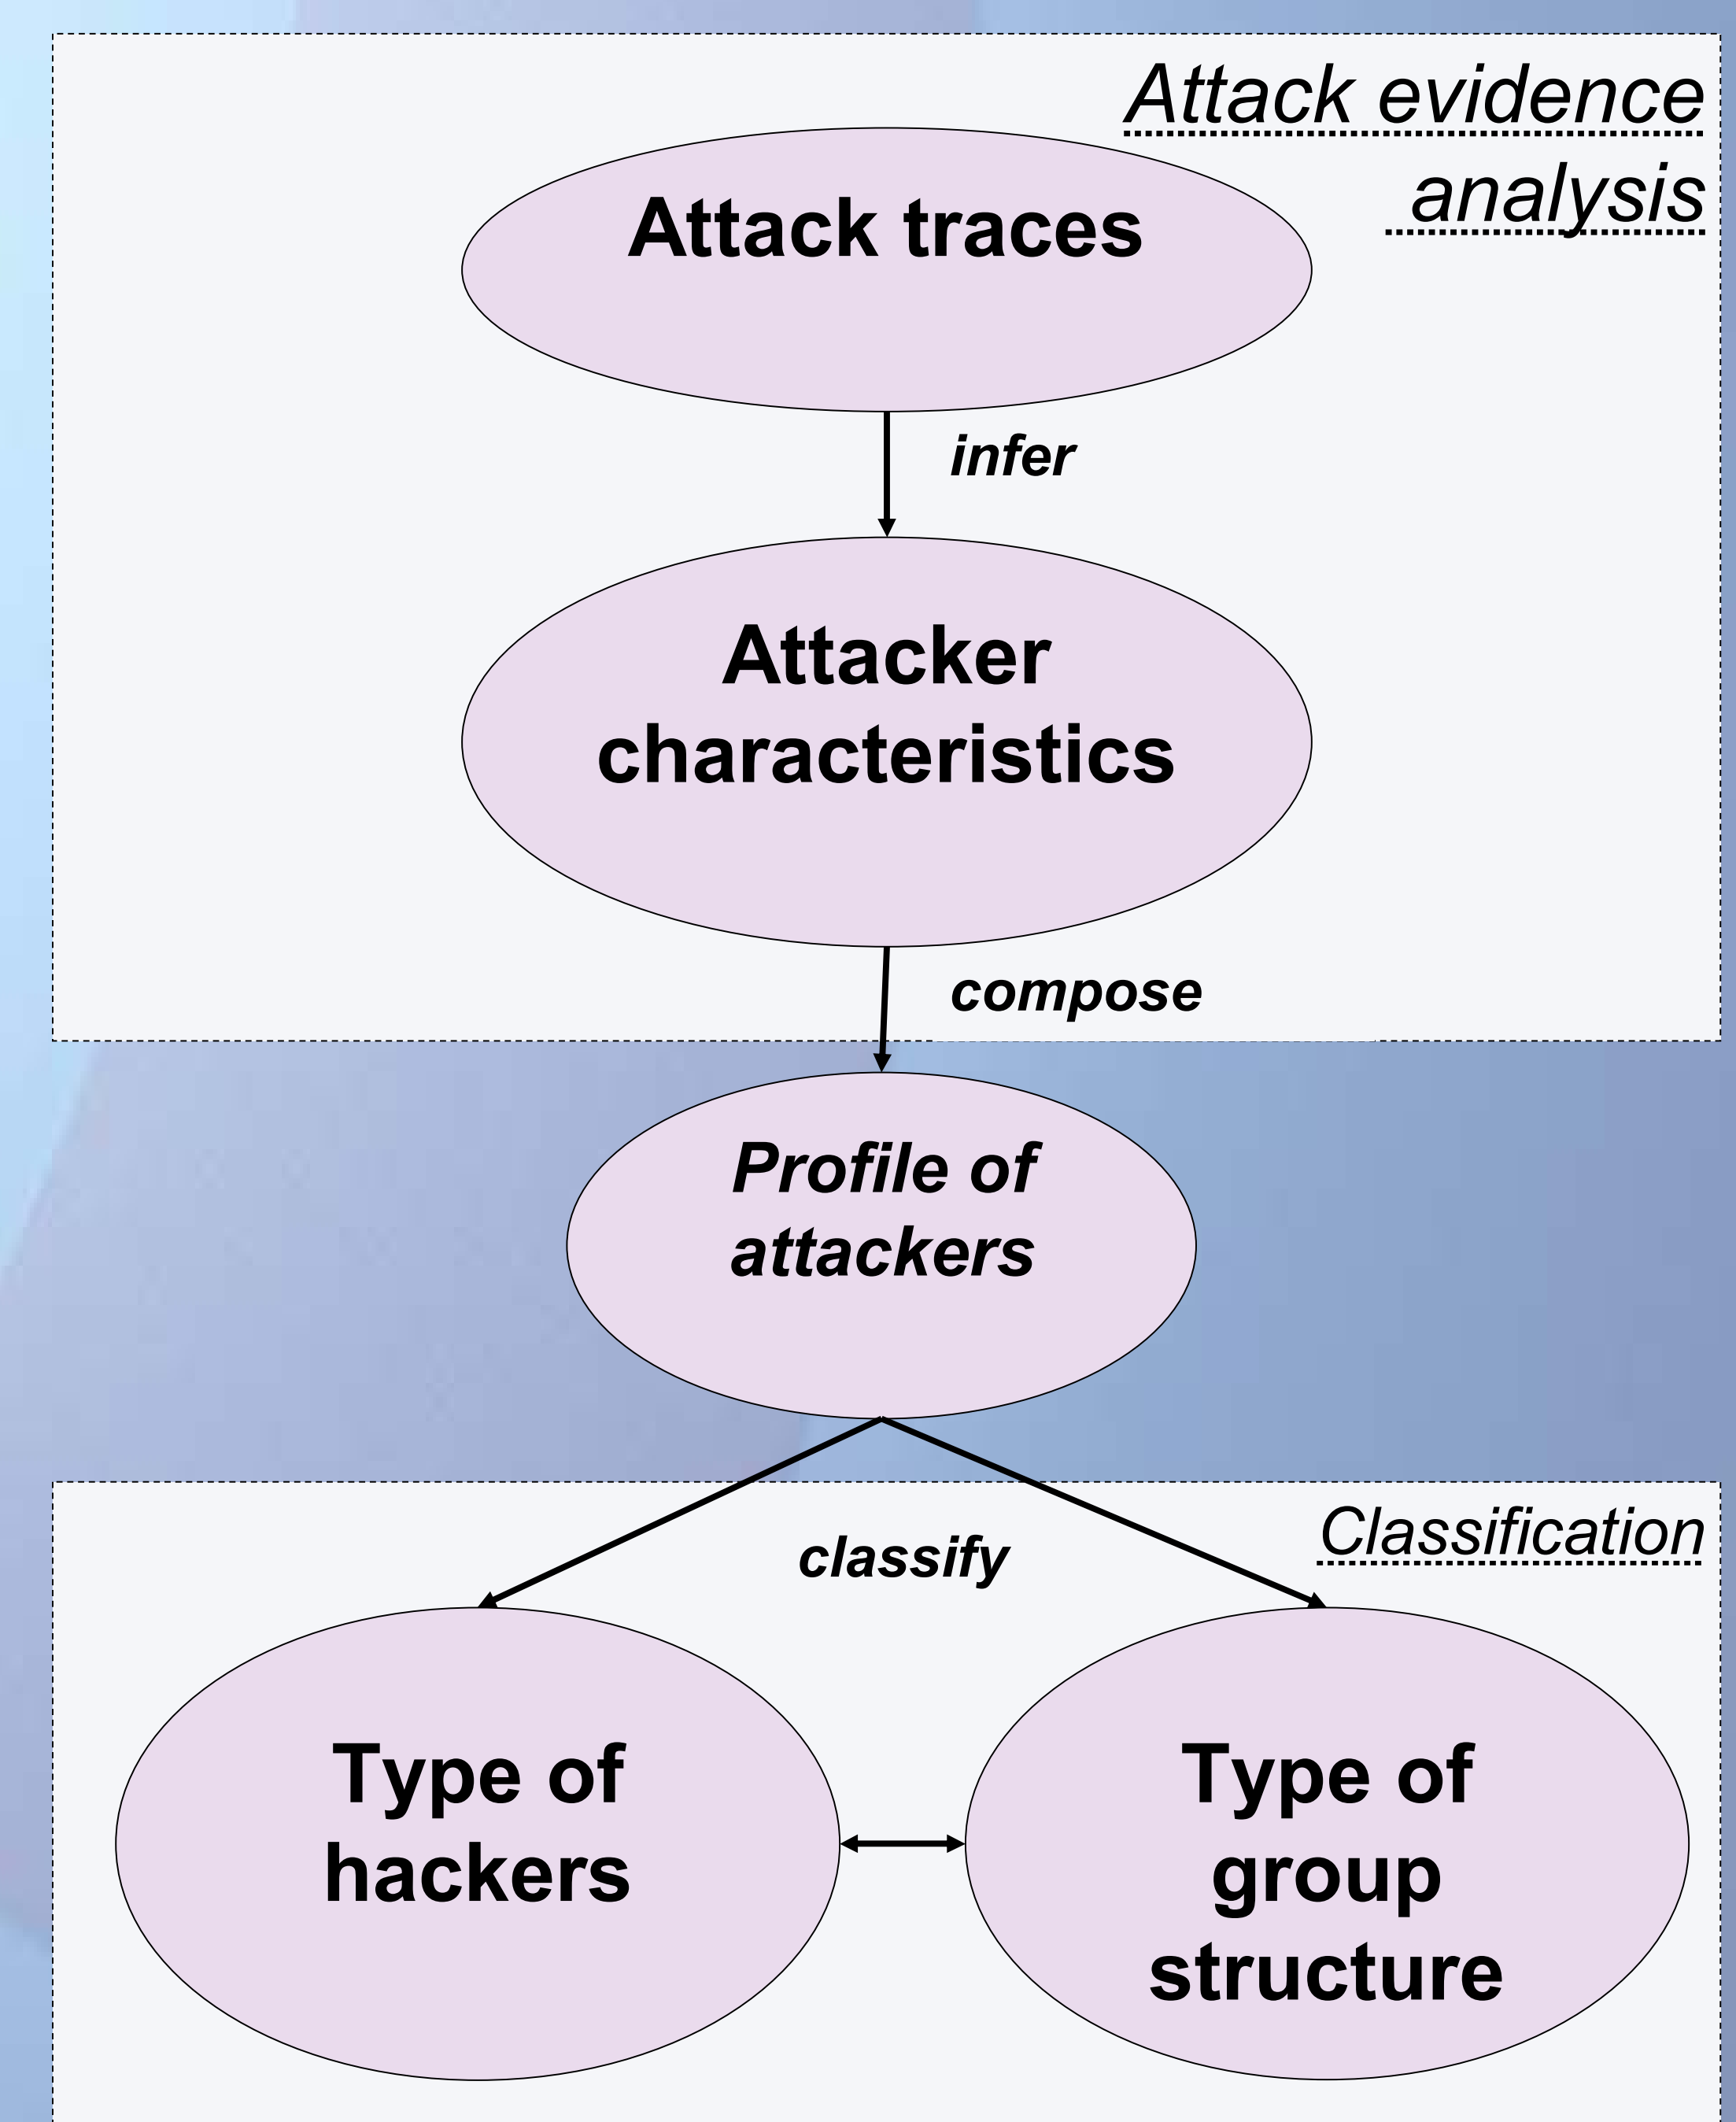 Attack evidence
analysis
Attack traces
infer
Attacker
characteristics
compose
Profile of
attackers
Classification
classify
Type of
hackers
Type of
group
structure